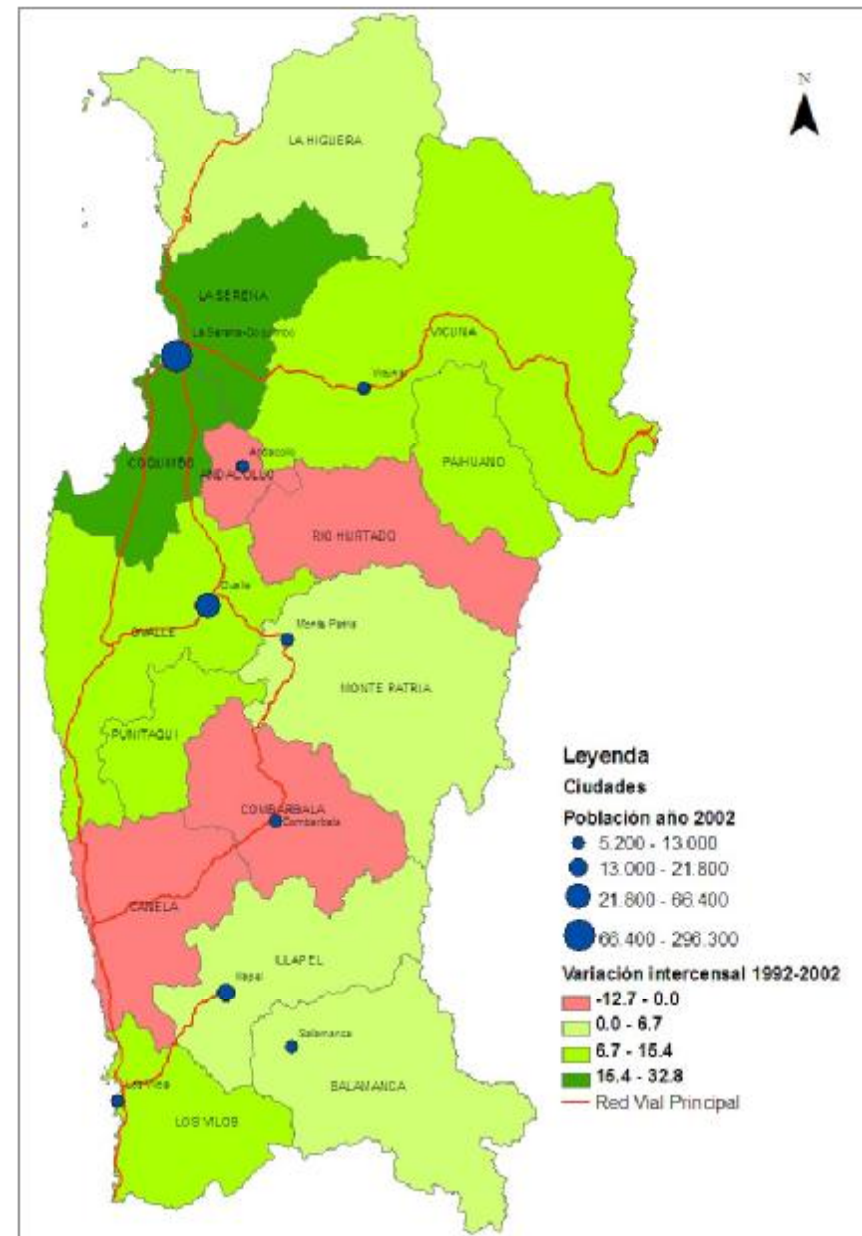 N
LA HIGUERA
LA SERENA
La Serena-Coquimbo
VICUÑA
Vicuña
COQUIMBO
Andacollo
ANDACOLLO
PAIHUANO
RIO HURTADO
Ovalle
OVALLE
Monte Patria
MONTE PATRIA
PUNITAQUI
COMBARBALA
Combarbala
CANELA
ILLAPEL
Illapel
Salamanca
SALAMANCA
Los Vilos
LOS VILOS
Leyenda
Ciudades
Población año 2002
5.200 - 13.000
13.000 - 21.800
21.800 - 66.400
66.400 - 296.300
Variación intercensal 1992-2002
-12.7 - 0.0
0.0 - 6.7
6.7 - 15.4
15.4 - 32.8
Red Vial Principal